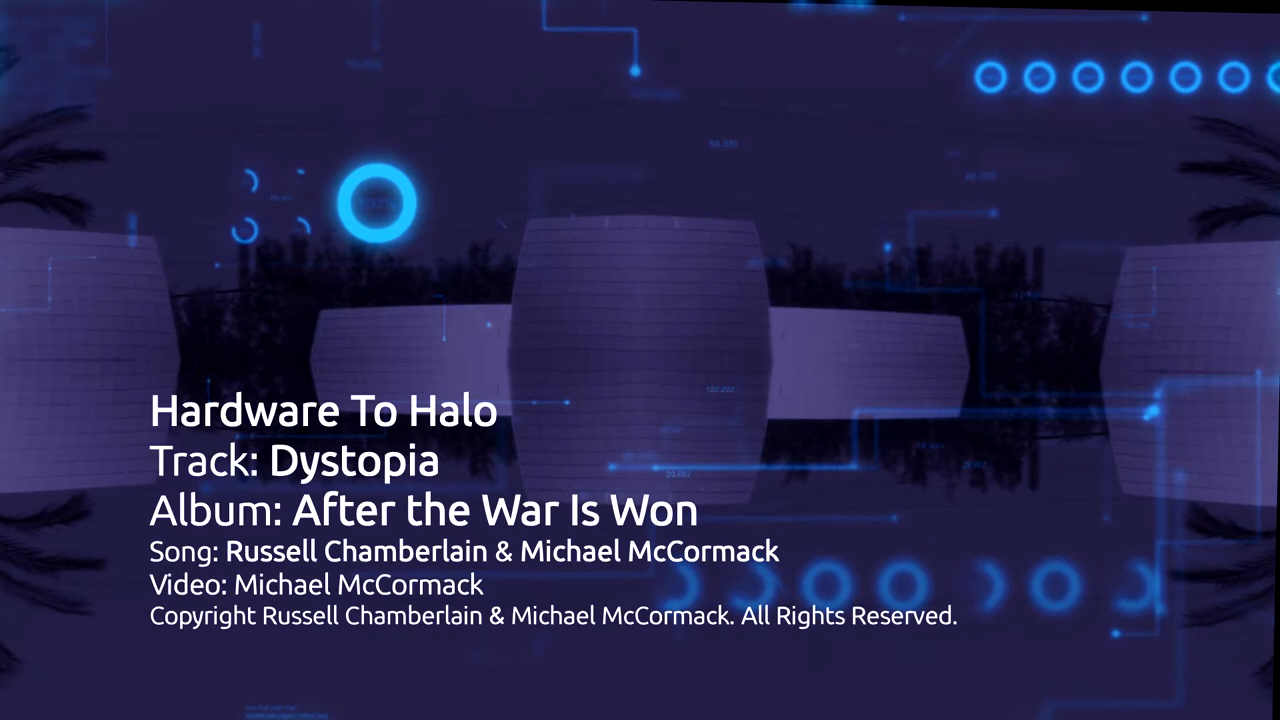 Hardware To Halo
Track: Dystopia
Album: After the War Is Won
Song: Russell Chamberlain & Michael McCormack
Video: Michael McCormack
Copyright Russell Chamberlain & Michael McCormack. All Rights Reserved.